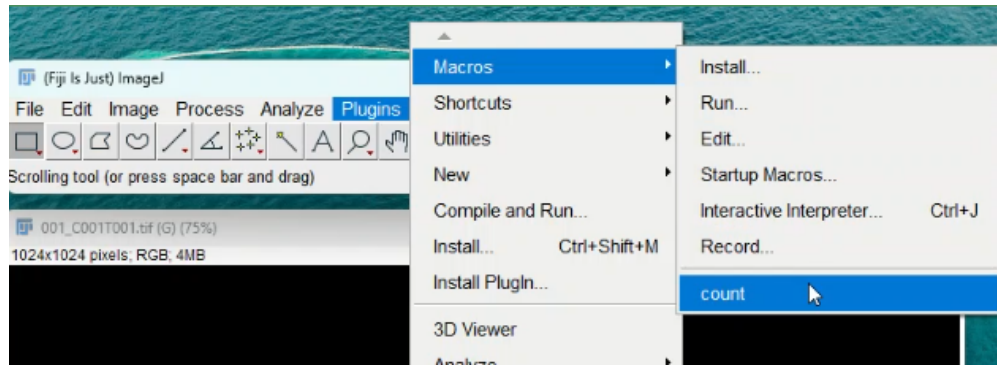 (Fiji Is Just) ImageJ
File Edit Image Process Analyze Plugins
Scrolling tool (or press space bar and drag)
001_C001T001.tif (G) (75%)
1024x1024 pixels; RGB; 4MB
Macros
Shortcuts
Utilities
New
Compile and Run...
Install... Ctrl+Shift+M
Install PlugIn...
3D Viewer
Analyze
Install...
Run...
Edit...
Startup Macros...
Interactive Interpreter... Ctrl+J
Record...
count